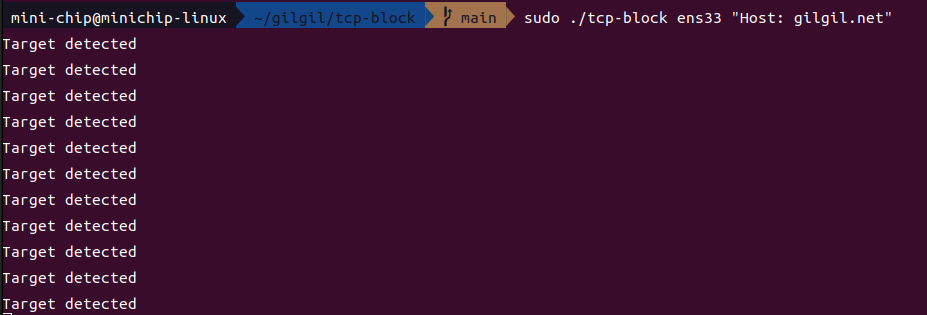 mini-chip@minichip-linux ~/gilgil/tcp-block main sudo ./tcp-block ens33 "Host: gilgil.net"
Target detected
Target detected
Target detected
Target detected
Target detected
Target detected
Target detected
Target detected
Target detected
Target detected
Target detected